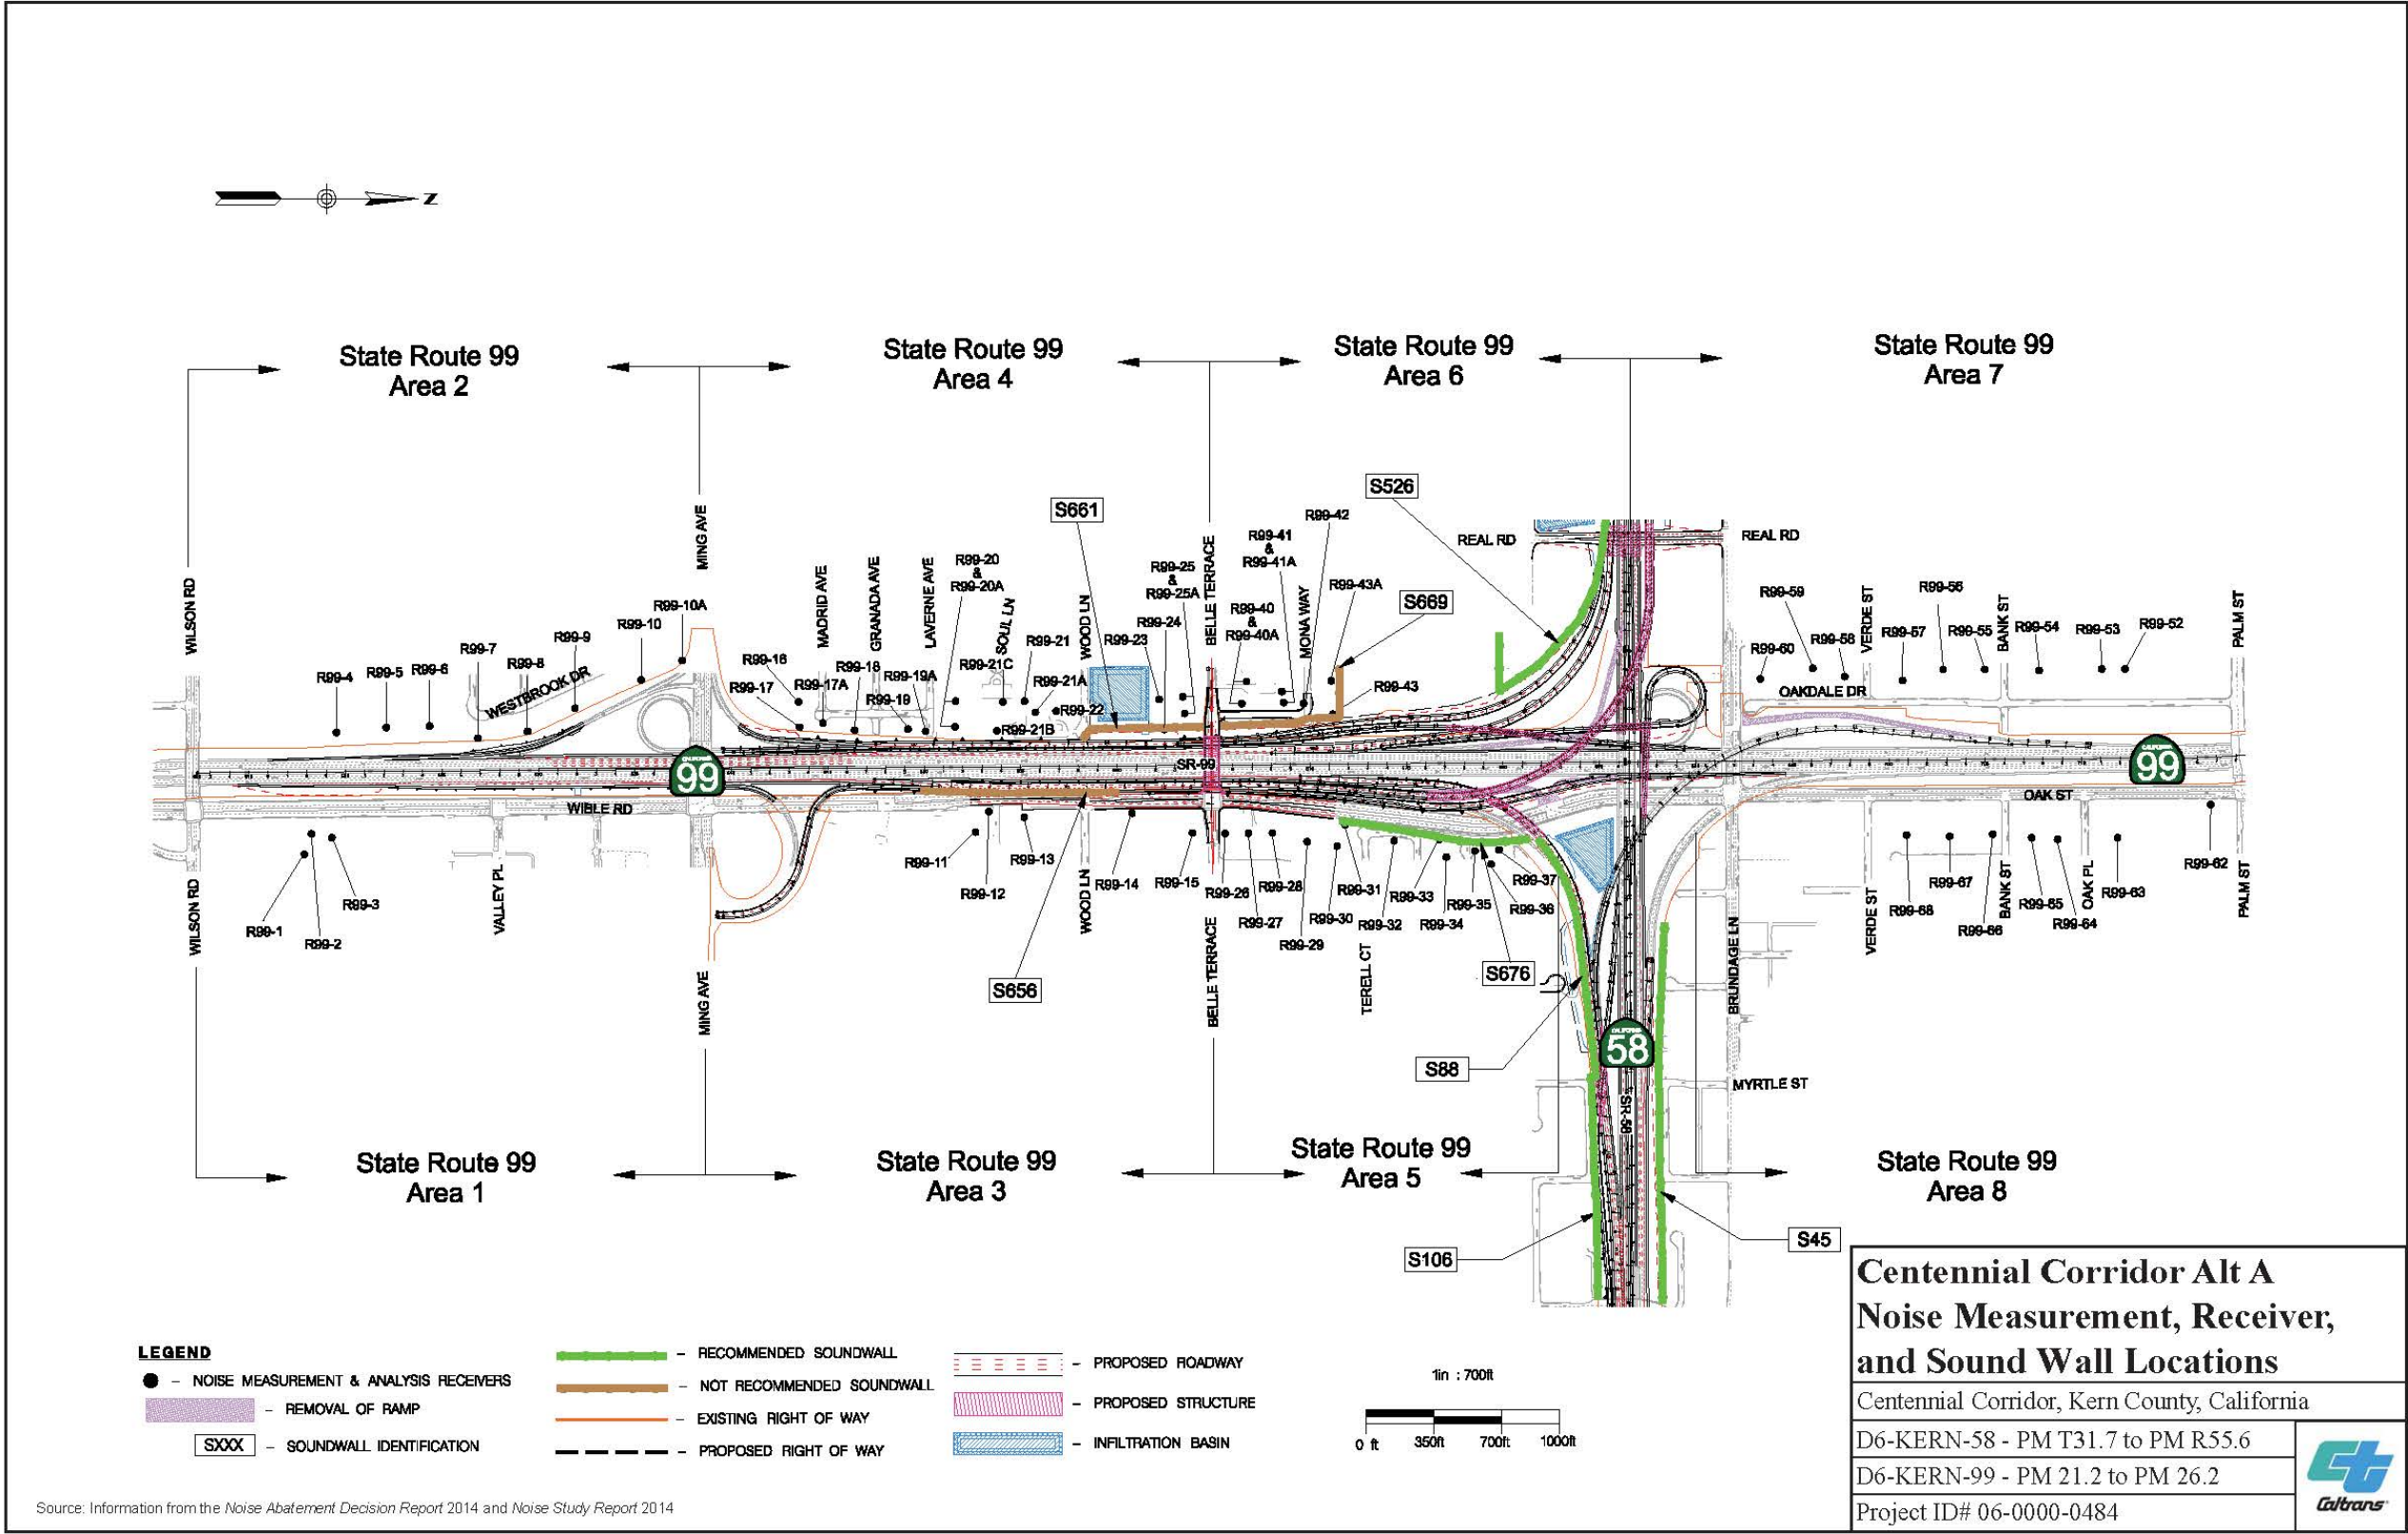 Z
State Route 99
Area 2
State Route 99
Area 4
State Route 99
Area 6
State Route 99
Area 7
S526
S661
R99-42
R99-41
&
R99-41A
REAL RD
REAL RD
MING AVE
WILSON RD
MADRID AVE
GRANADA AVE
LAVERNE AVE
R99-20
&
R99-20A
SOUL LN
WOOD LN
R99-25
&
R99-25A
BELLE TERRACE
R99-40
&
R99-40A
MONA WAY
R99-43A
S669
R99-59
VERDE ST
R99-56
BANK ST
PALM ST
R99-10A
R99-10
R99-9
R99-7
R99-8
R99-4
R99-5
R99-6
WESTBROOK DR
R99-16
R99-17
R99-17A
R99-18
R99-19
R99-19A
R99-21C
R99-21
R99-21A
R99-22
R99-21B
R99-23
R99-24
R99-43
R99-60
R99-58
R99-57
R99-55
R99-54
R99-53
R99-52
OAKDALE DR
CALIFORNIA
99
SR-99
CALIFORNIA
99
WIBLE RD
OAK ST
R99-1
R99-2
R99-3
WILSON RD
VALLEY PL
MING AVE
R99-11
R99-12
R99-13
WOOD LN
R99-14
R99-15
BELLE TERRACE
R99-26
R99-27
R99-28
R99-29
R99-30
R99-31
R99-32
R99-33
R99-34
R99-35
R99-36
R99-37
TERELL CT
S656
S676
S88
CALIFORNIA
58
SR-58
BRUNDAGE LN
MYRTLE ST
VERDE ST
R99-68
R99-67
R99-66
BANK ST
R99-65
R99-64
OAK PL
R99-63
R99-62
PALM ST
State Route 99
Area 1
State Route 99
Area 3
State Route 99
Area 5
State Route 99
Area 8
S106
S45
LEGEND
- NOISE MEASUREMENT & ANALYSIS RECEIVERS
- REMOVAL OF RAMP
SXXX - SOUNDWALL IDENTIFICATION
- RECOMMENDED SOUNDWALL
- NOT RECOMMENDED SOUNDWALL
- EXISTING RIGHT OF WAY
- PROPOSED RIGHT OF WAY
- PROPOSED ROADWAY
- PROPOSED STRUCTURE
- INFILTRATION BASIN
1in : 700ft
0 ft 350ft 700ft 1000ft
Centennial Corridor Alt A
Noise Measurement, Receiver,
and Sound Wall Locations
Centennial Corridor, Kern County, California
D6-KERN-58 - PM T31.7 to PM R55.6
D6-KERN-99 - PM 21.2 to PM 26.2
Project ID# 06-0000-0484
Caltrans
Source: Information from the Noise Abatement Decision Report 2014 and Noise Study Report 2014